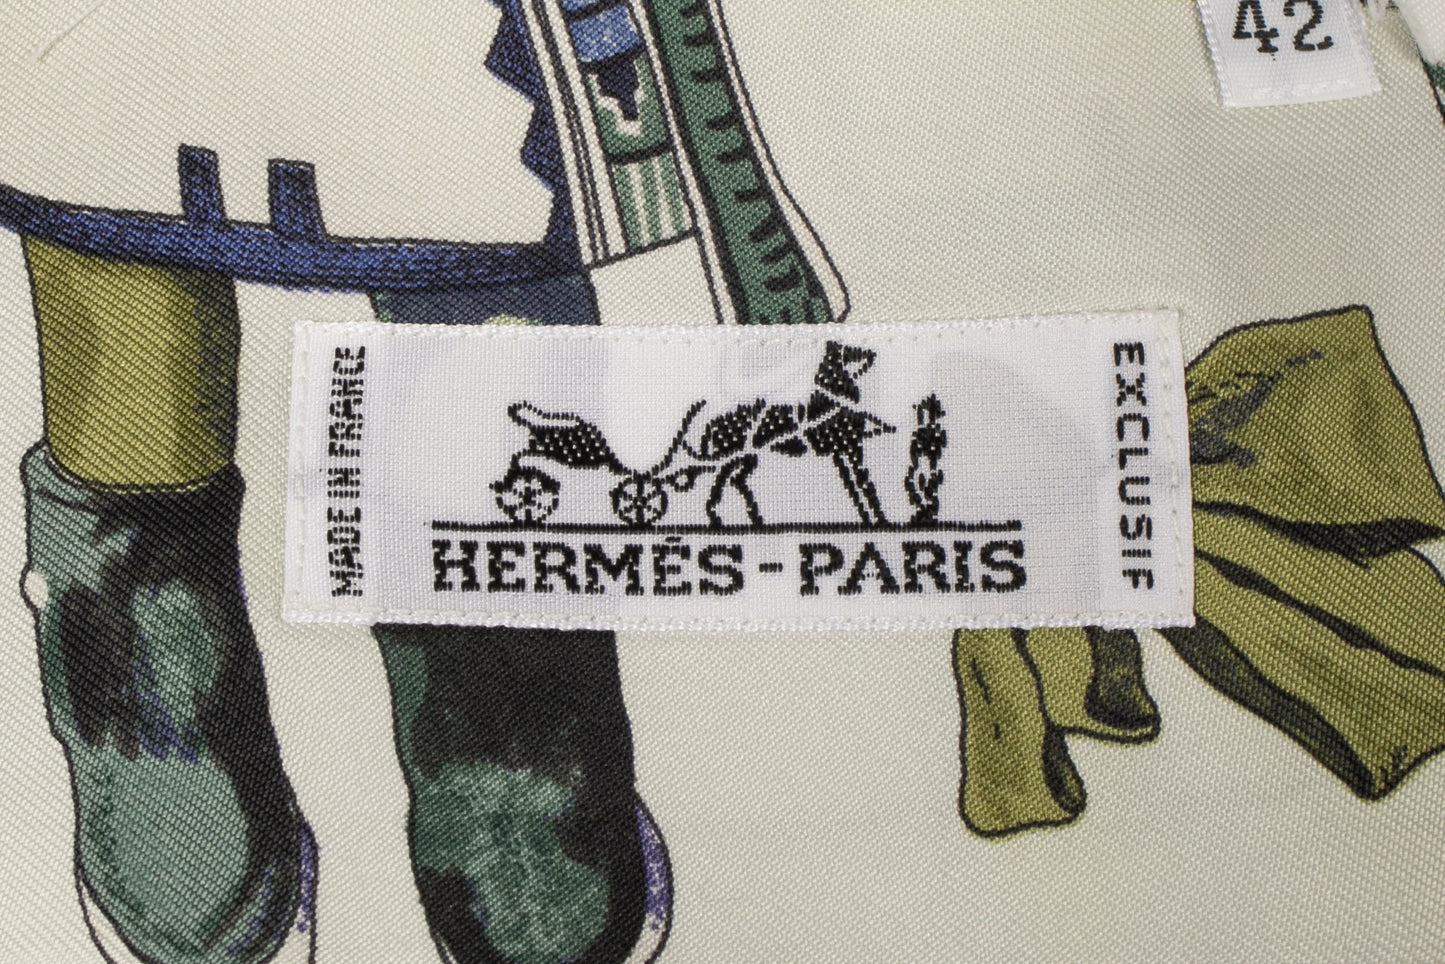 42
MADE IN FRANCE
HERMÈS-PARIS
EXCLUSIF